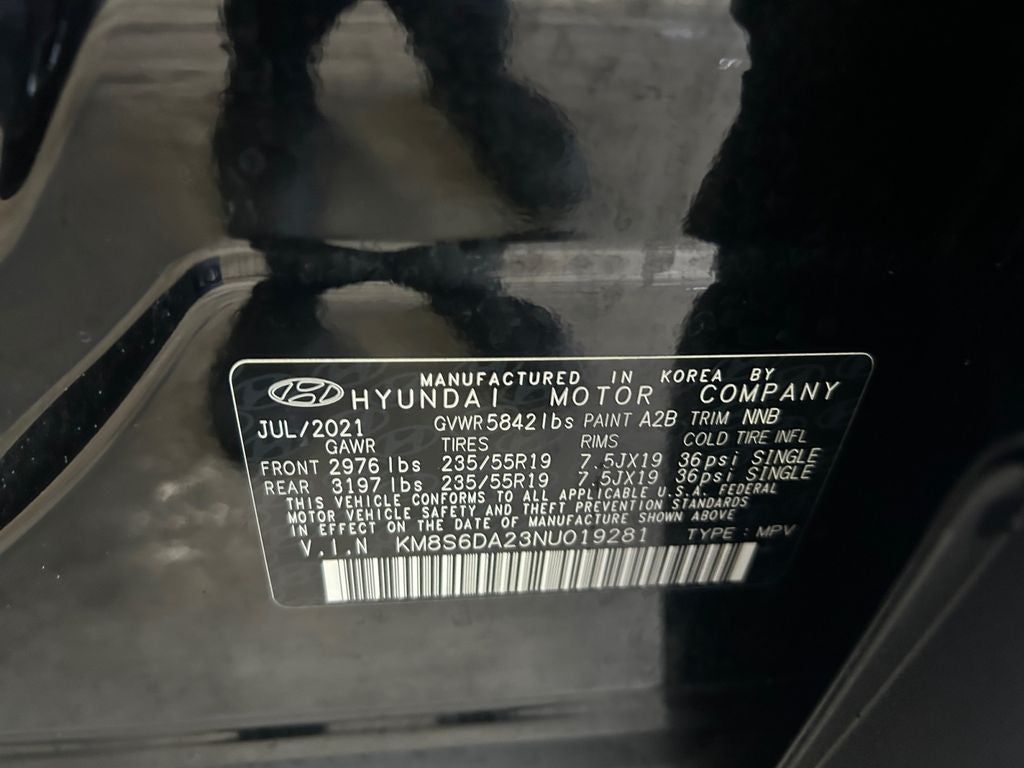 MANUFACTURED IN KOREA BY
HYUNDAI MOTOR COMPANY
JUL/2021 GVWR 5842 lbs PAINT A2B TRIM NNB
GAWR TIRES RIMS COLD TIRE INFL
FRONT 2976 lbs 235/55R19 7.5JX19 36psi SINGLE
REAR 3197 lbs 235/55R19 7.5JX19 36psi SINGLE
THIS VEHICLE CONFORMS TO ALL APPLICABLE U.S.A. FEDERAL
MOTOR VEHICLE SAFETY AND THEFT PREVENTION STANDARDS
IN EFFECT ON THE DATE OF MANUFACTURE SHOWN ABOVE
V.I.N KM8S6DA23NU019281 TYPE : MPV